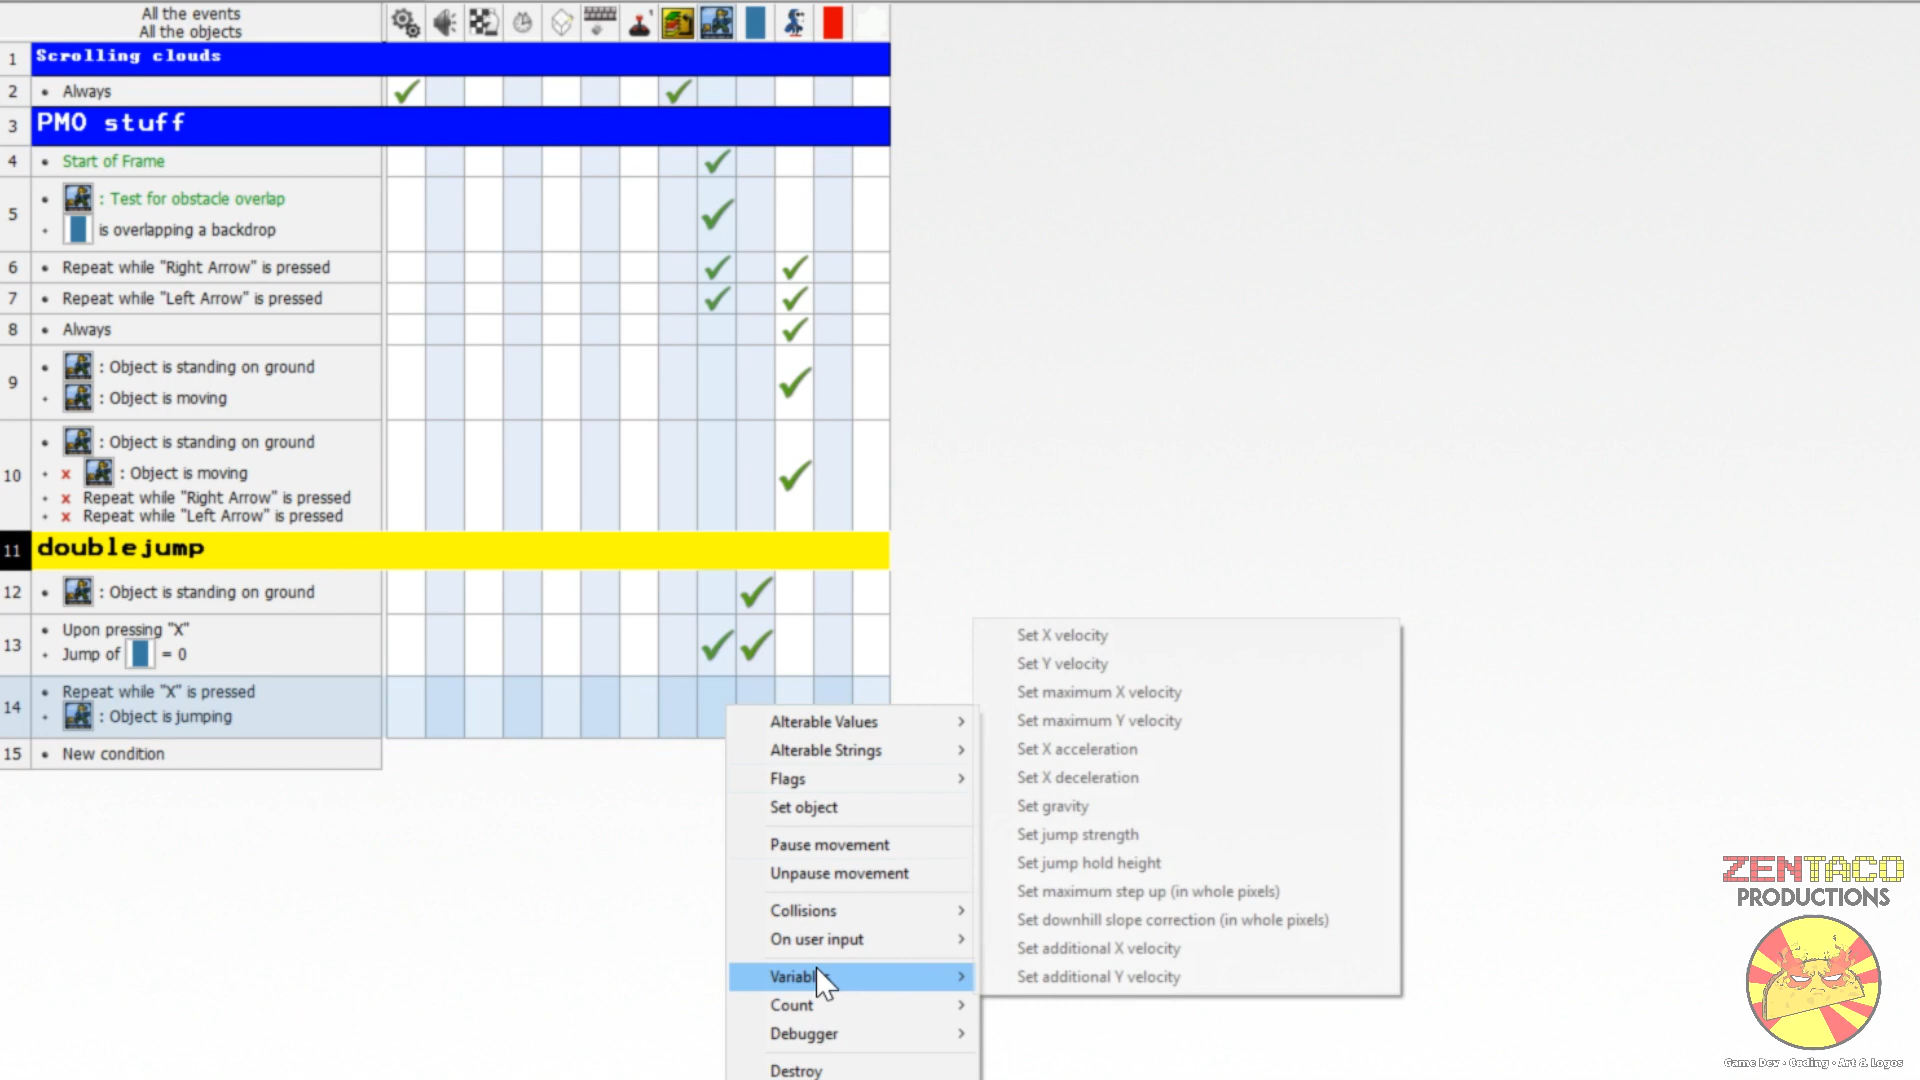 All the events
All the objects
1 Scrolling clouds
2 • Always
3 PMO stuff
4 • Start of Frame
5 • : Test for obstacle overlap
• is overlapping a backdrop
6 • Repeat while "Right Arrow" is pressed
7 • Repeat while "Left Arrow" is pressed
8 • Always
9 • : Object is standing on ground
• : Object is moving
10 • : Object is standing on ground
• x : Object is moving
• x Repeat while "Right Arrow" is pressed
• x Repeat while "Left Arrow" is pressed
11 doublejump
12 • : Object is standing on ground
13 • Upon pressing "X"
• Jump of = 0
14 • Repeat while "X" is pressed
• : Object is jumping
15 • New condition
Alterable Values >
Alterable Strings >
Flags >
Set object
Pause movement
Unpause movement
Collisions >
On user input >
Variables >
Count >
Debugger >
Destroy
Set X velocity
Set Y velocity
Set maximum X velocity
Set maximum Y velocity
Set X acceleration
Set X deceleration
Set gravity
Set jump strength
Set jump hold height
Set maximum step up (in whole pixels)
Set downhill slope correction (in whole pixels)
Set additional X velocity
Set additional Y velocity
ZENTACO
PRODUCTIONS
Game Dev • Coding • Art & Logos